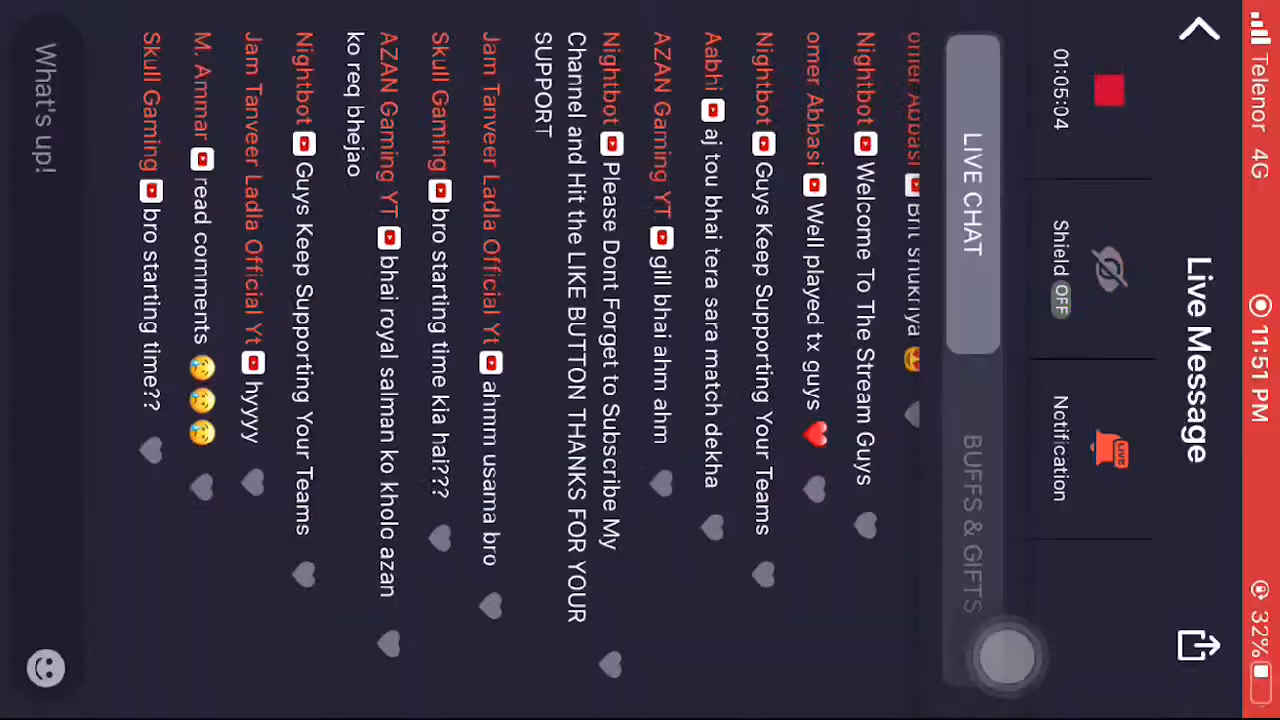 Telenor 4G
11:51 PM
32%
Live Message
01:05:04
Shield OFF
LIVE
Notification
LIVE CHAT
BUFFS & GIFTS
omer Abbasi Bht shukriya
Nightbot Welcome To The Stream Guys
omer Abbasi Well played tx guys
Nightbot Guys Keep Supporting Your Teams
Aabhi aj tou bhai tera sara match dekha
AZAN Gaming YT gill bhai ahm ahm
Nightbot Please Dont Forget to Subscribe My
Channel and Hit the LIKE BUTTON THANKS FOR YOUR
SUPPORT
Jam Tanveer Ladla Official Yt ahmm usama bro
Skull Gaming bro starting time kia hai???
AZAN Gaming YT bhai royal salman ko kholo azan
ko req bhejao
Nightbot Guys Keep Supporting Your Teams
Jam Tanveer Ladla Official Yt hyyyy
M. Ammar read comments 😢😢😢
Skull Gaming bro starting time??
What's up!